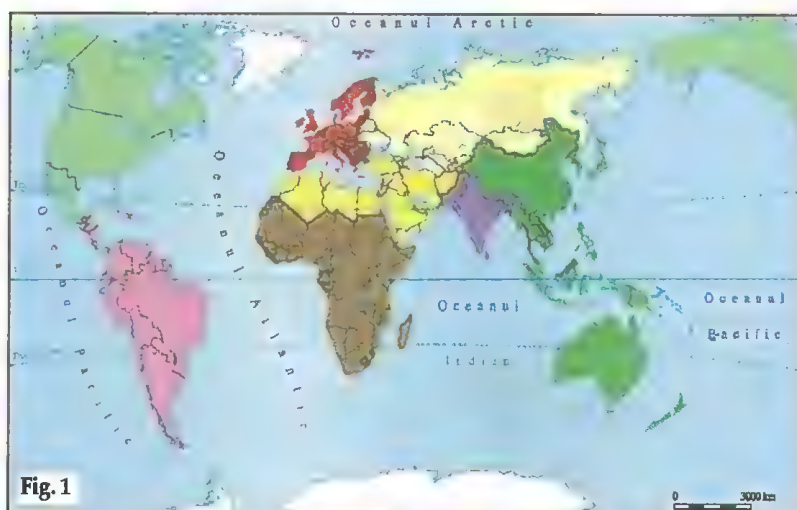 Oceanul Arctic
Oceanul Atlantic
Oceanul Pacific
Oceanul
Indian
Oceanul
Pacific
Fig. 1
0 3000 km